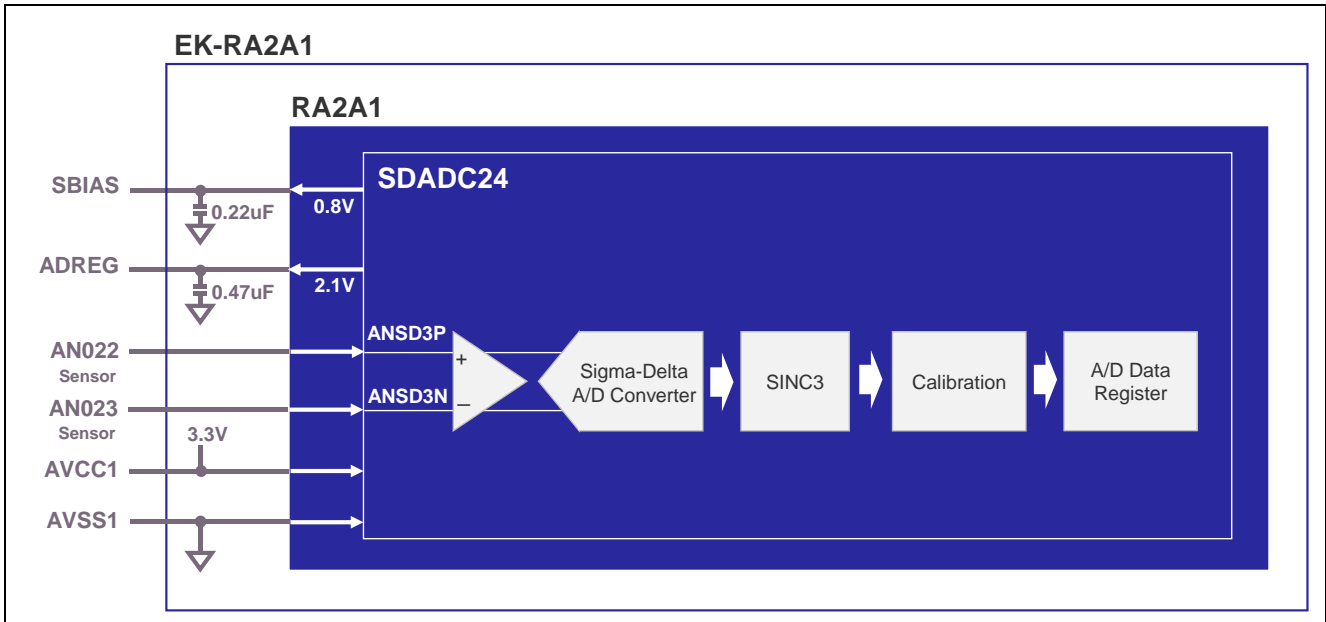 EK-RA2A1
RA2A1
SDADC24
SBIAS
0.22uF
0.8V
ADREG
0.47uF
2.1V
AN022
Sensor
ANSD3P
+
AN023
Sensor
ANSD3N
–
Sigma-Delta
A/D Converter
SINC3
Calibration
A/D Data
Register
3.3V
AVCC1
AVSS1